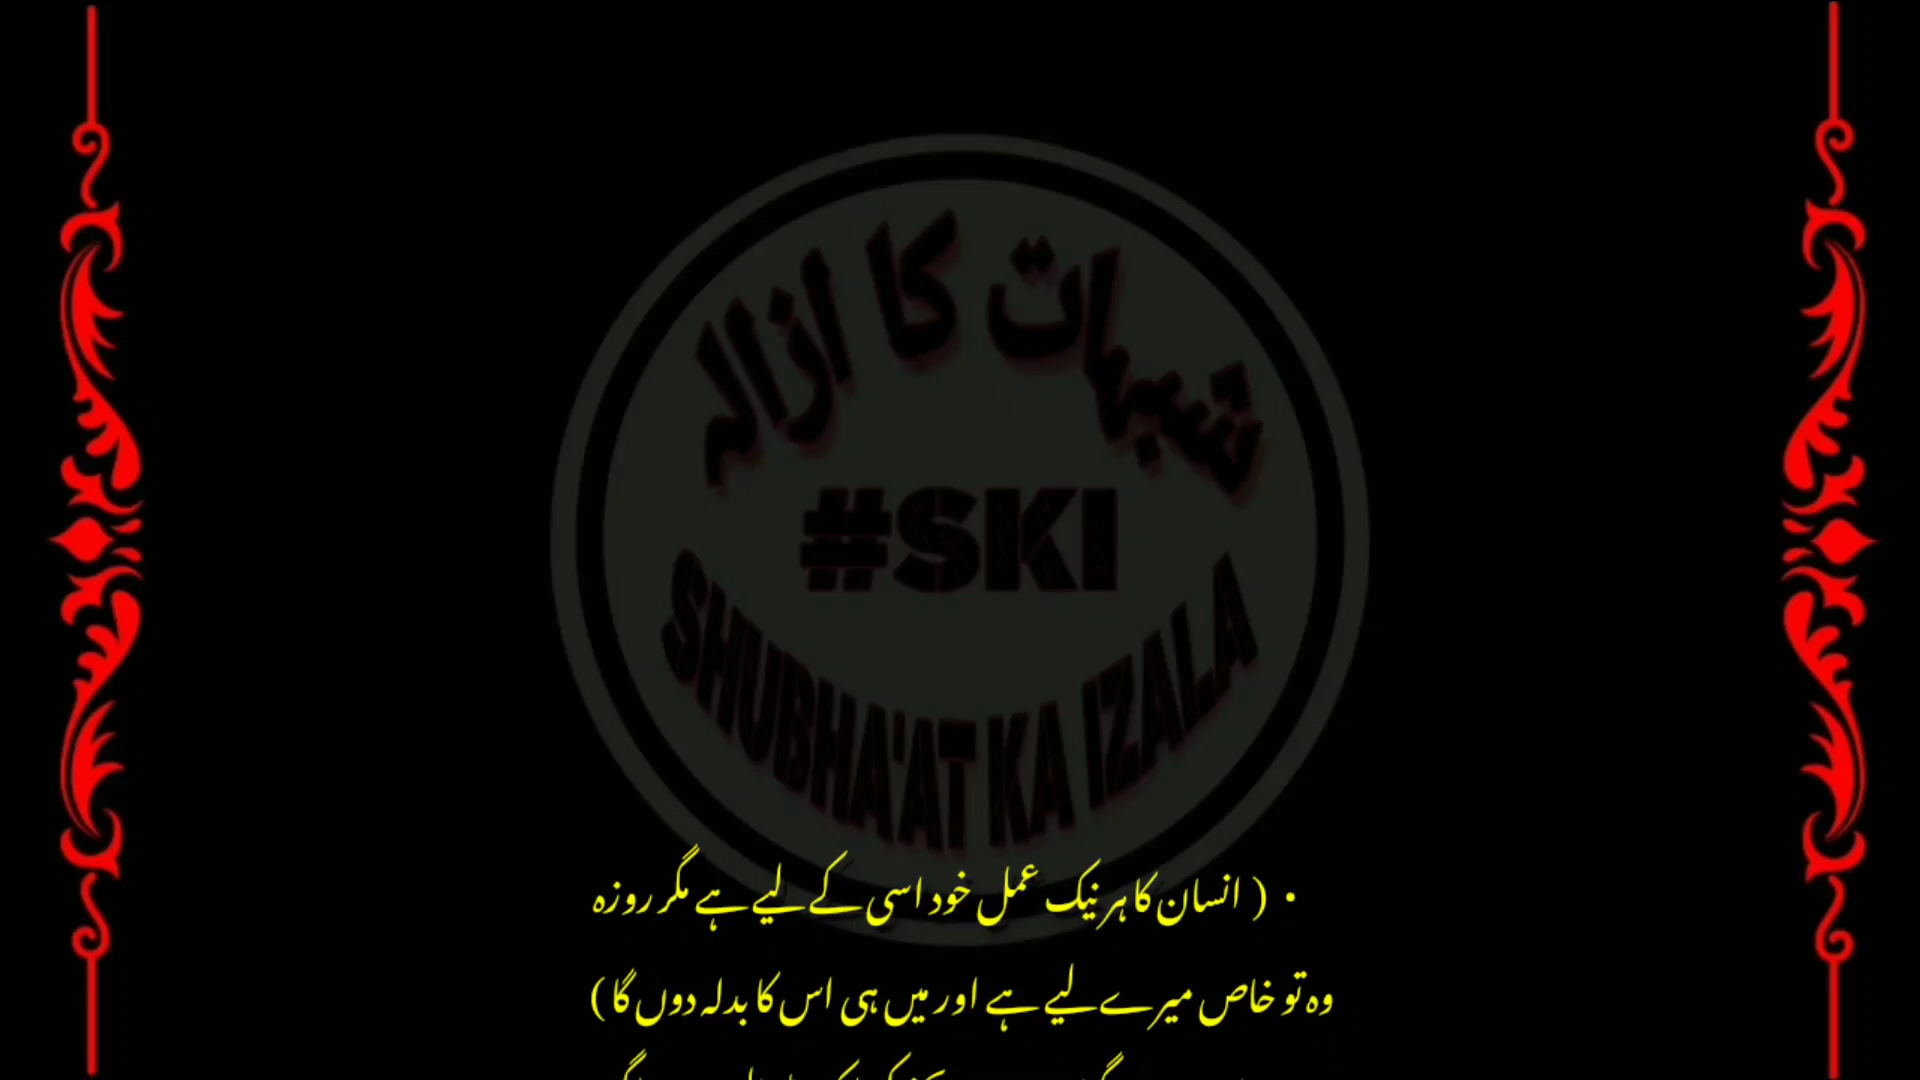 شبہات کا ازالہ
#SKI
SHUBHA'AT KA IZALA
• ( انسان کا ہر نیک عمل خود اسی کے لیے ہے مگر روزہ
وہ تو خاص میرے لیے ہے اور میں ہی اس کا بدلہ دوں گا )